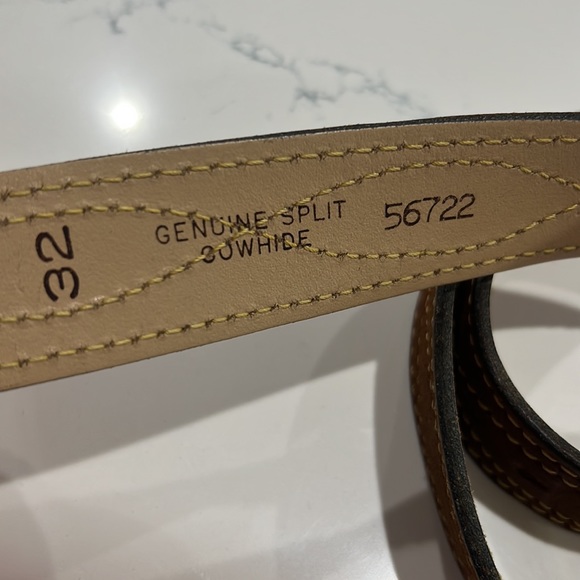 32
GENUINE SPLIT
COWHIDE
56722